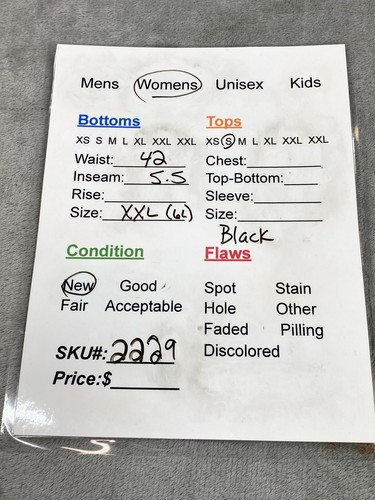 Mens Womens Unisex Kids
Bottoms Tops
XS S M L XL XXL XXL XS S M L XL XXL XXL
Waist: 42 Chest:
Inseam: 5.5 Top-Bottom:
Rise: Sleeve:
Size: XXL (6L) Size:
Black
Condition Flaws
New Good Spot Stain
Fair Acceptable Hole Other
Faded Pilling
SKU#: 2229 Discolored
Price:$